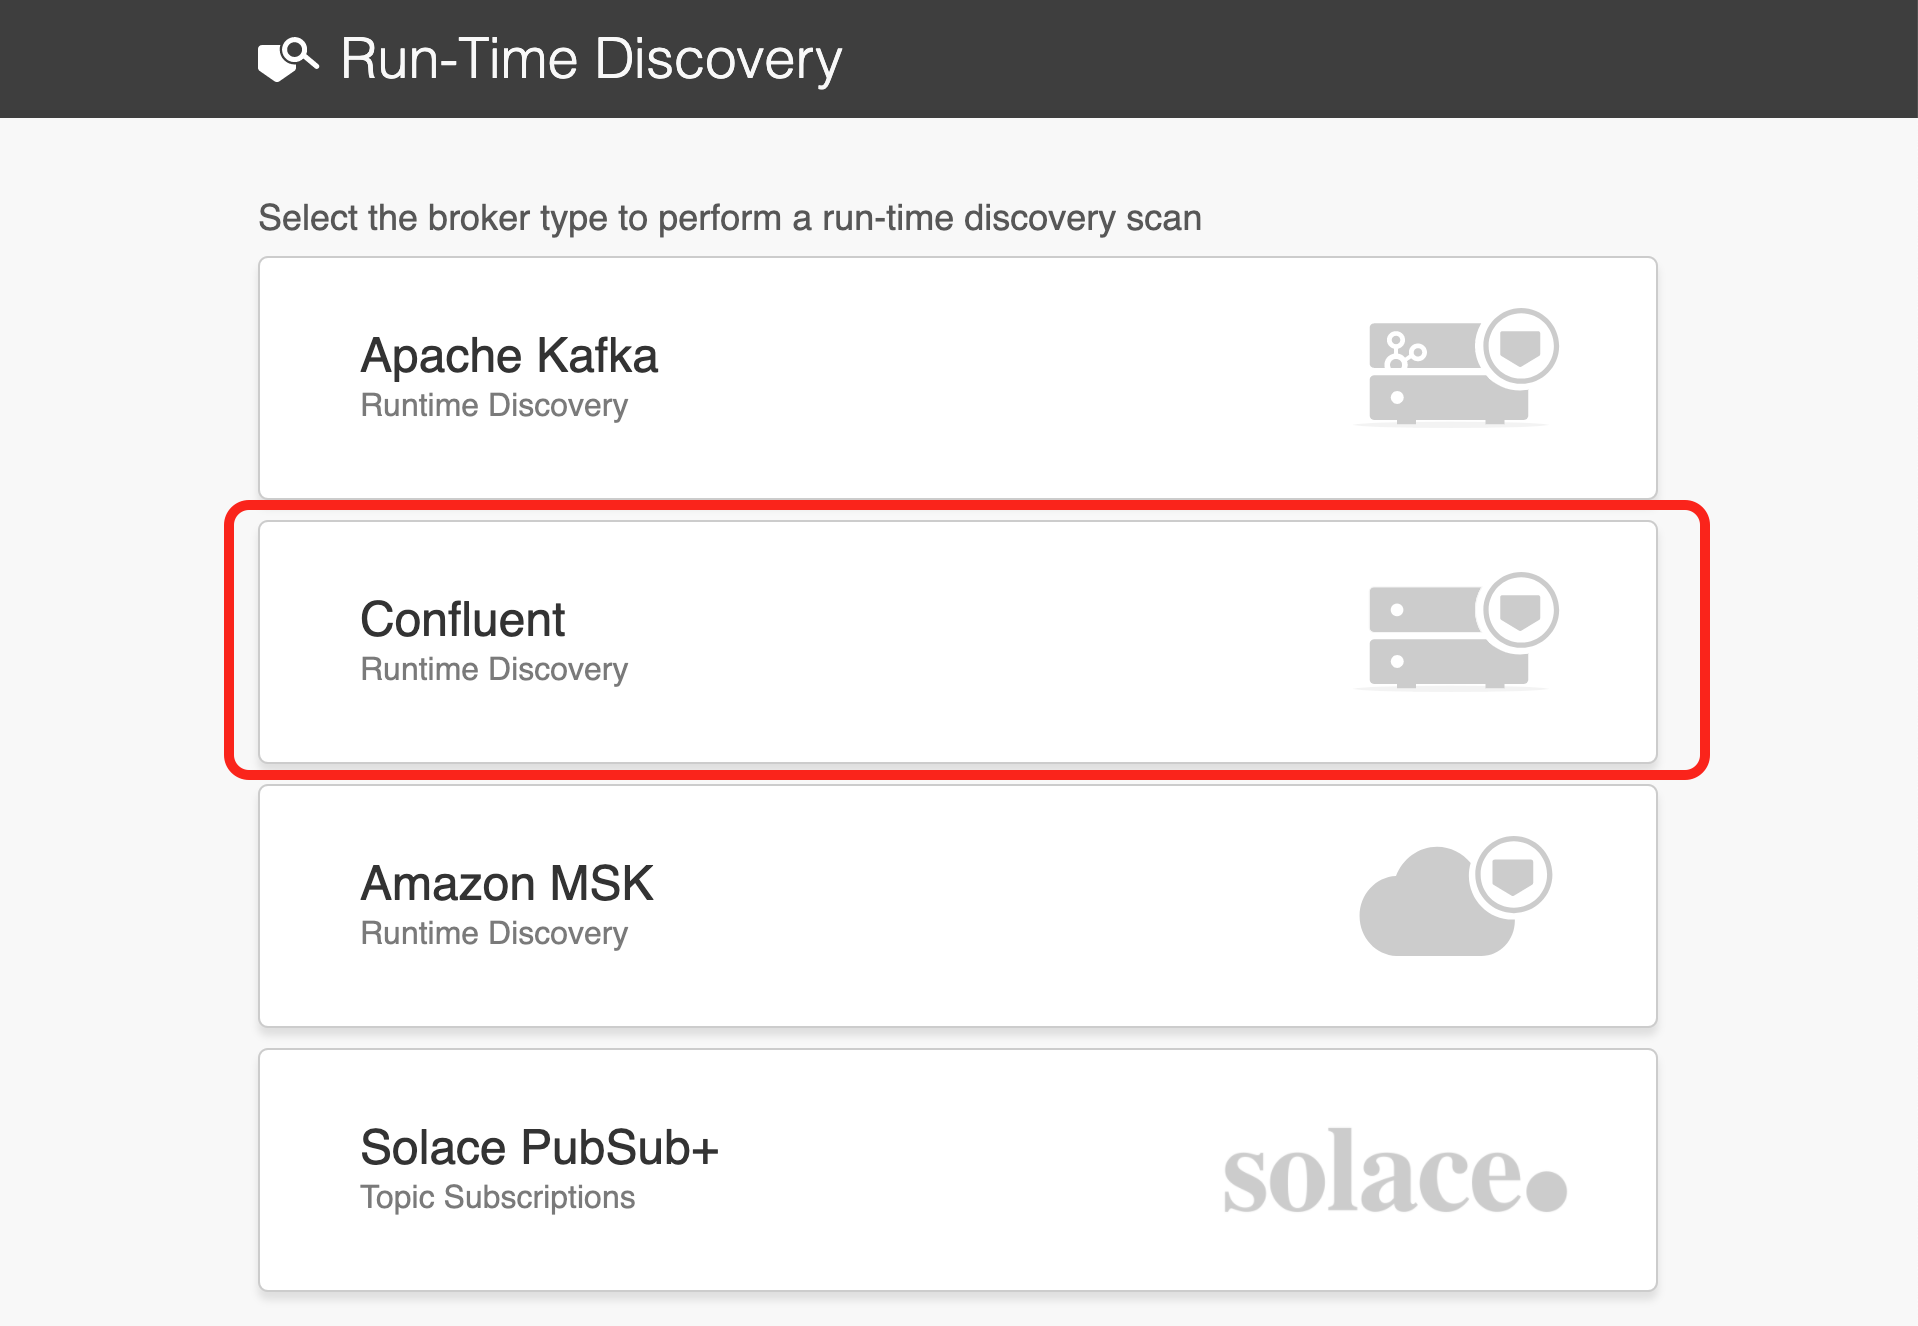 Run-Time Discovery
Select the broker type to perform a run-time discovery scan
Apache Kafka
Runtime Discovery
Confluent
Runtime Discovery
Amazon MSK
Runtime Discovery
Solace PubSub+
Topic Subscriptions
solace.